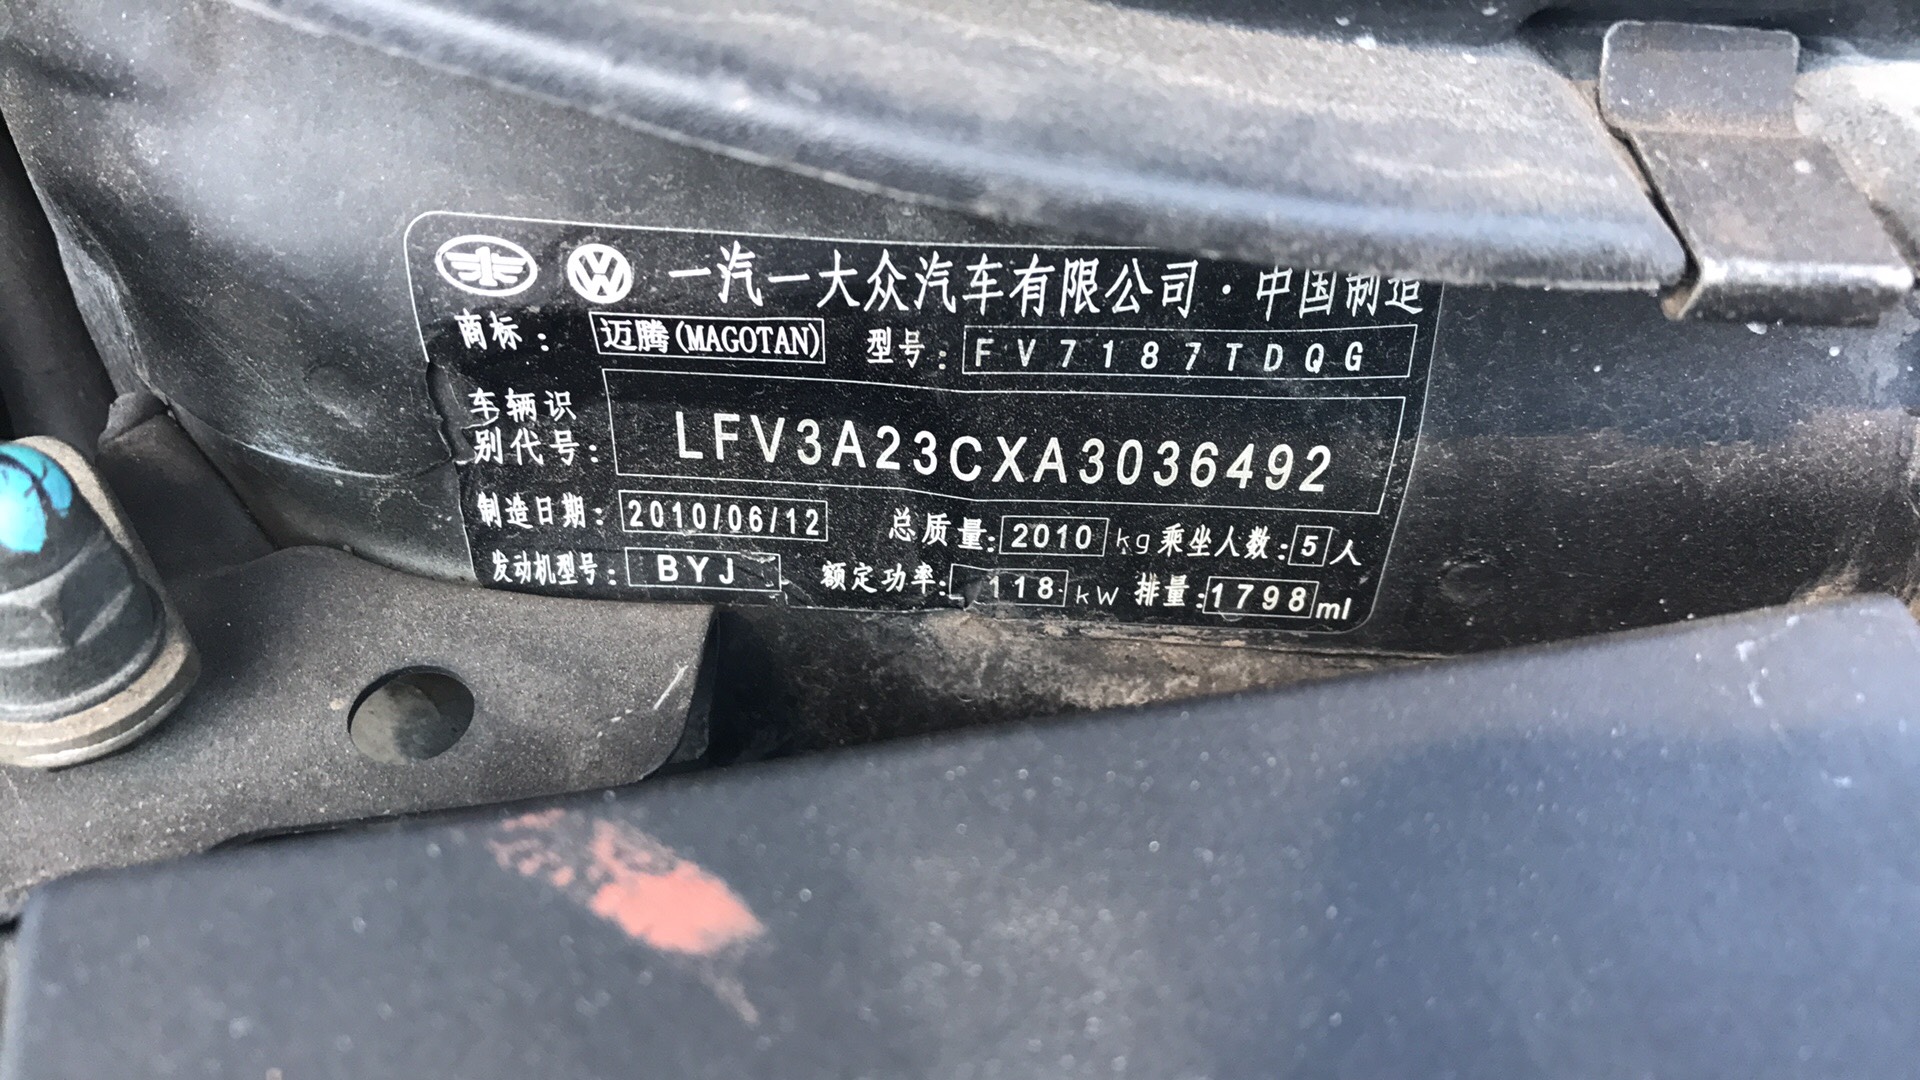 一汽一大众汽车有限公司·中国制造
商标: 迈腾(MAGOTAN) 型号: FV7187TDQG
车辆识
别代号: LFV3A23CXA3036492
制造日期: 2010/06/12 总质量: 2010 kg 乘坐人数: 5 人
发动机型号: BYJ 额定功率: 118 kW 排量: 1798 ml